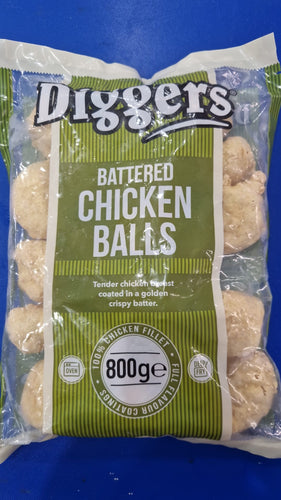 Diggers
BATTERED
CHICKEN
BALLS
Tender chicken breast
coated in a golden
crispy batter.
100% CHICKEN FILLET
800g℮
FULL FLAVOUR COATINGS
OVEN
FRY